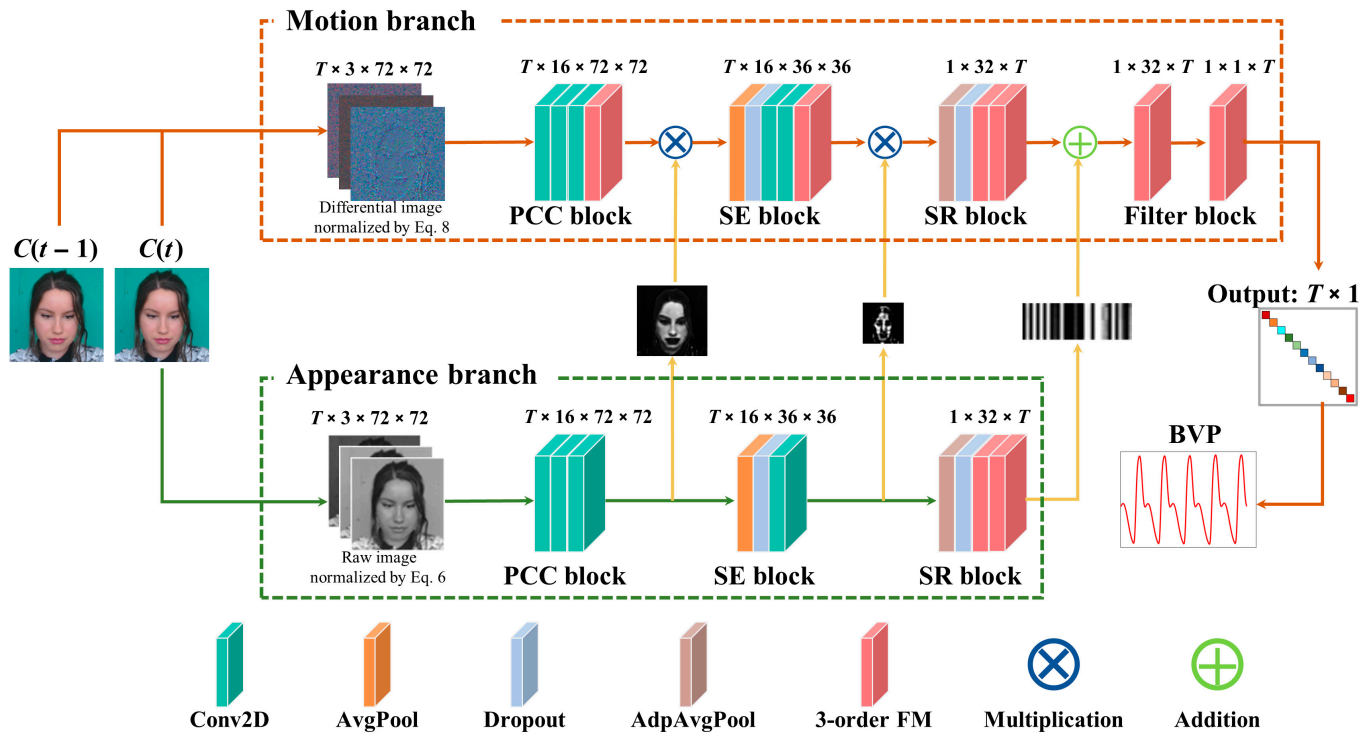 Motion branch
T × 3 × 72 × 72
T × 16 × 72 × 72
T × 16 × 36 × 36
1 × 32 × T
1 × 32 × T
1 × 1 × T
Differential image
normalized by Eq. 8
PCC block
SE block
SR block
Filter block
C(t − 1)
C(t)
Output: T × 1
Appearance branch
T × 3 × 72 × 72
T × 16 × 72 × 72
T × 16 × 36 × 36
1 × 32 × T
BVP
Raw image
normalized by Eq. 6
PCC block
SE block
SR block
Conv2D
AvgPool
Dropout
AdpAvgPool
3-order FM
Multiplication
Addition